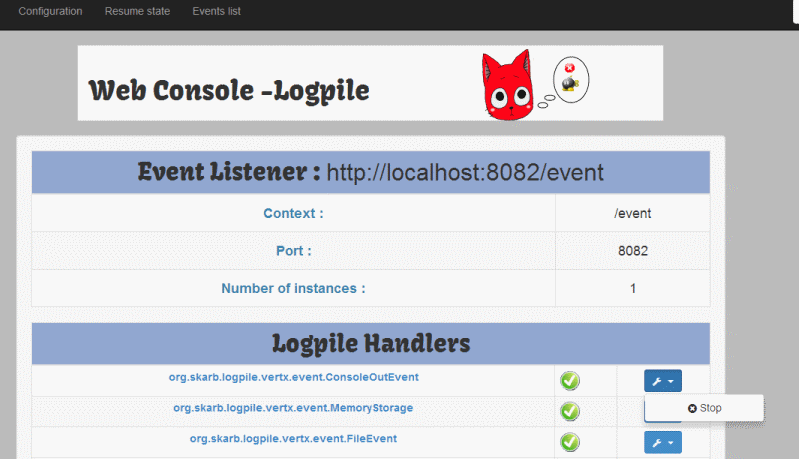 Configuration Resume state Events list
Web Console -Logpile
Event Listener : http://localhost:8082/event
Context : /event
Port : 8082
Number of instances : 1
Logpile Handlers
org.skarb.logpile.vertx.event.ConsoleOutEvent
Stop
org.skarb.logpile.vertx.event.MemoryStorage
org.skarb.logpile.vertx.event.FileEvent